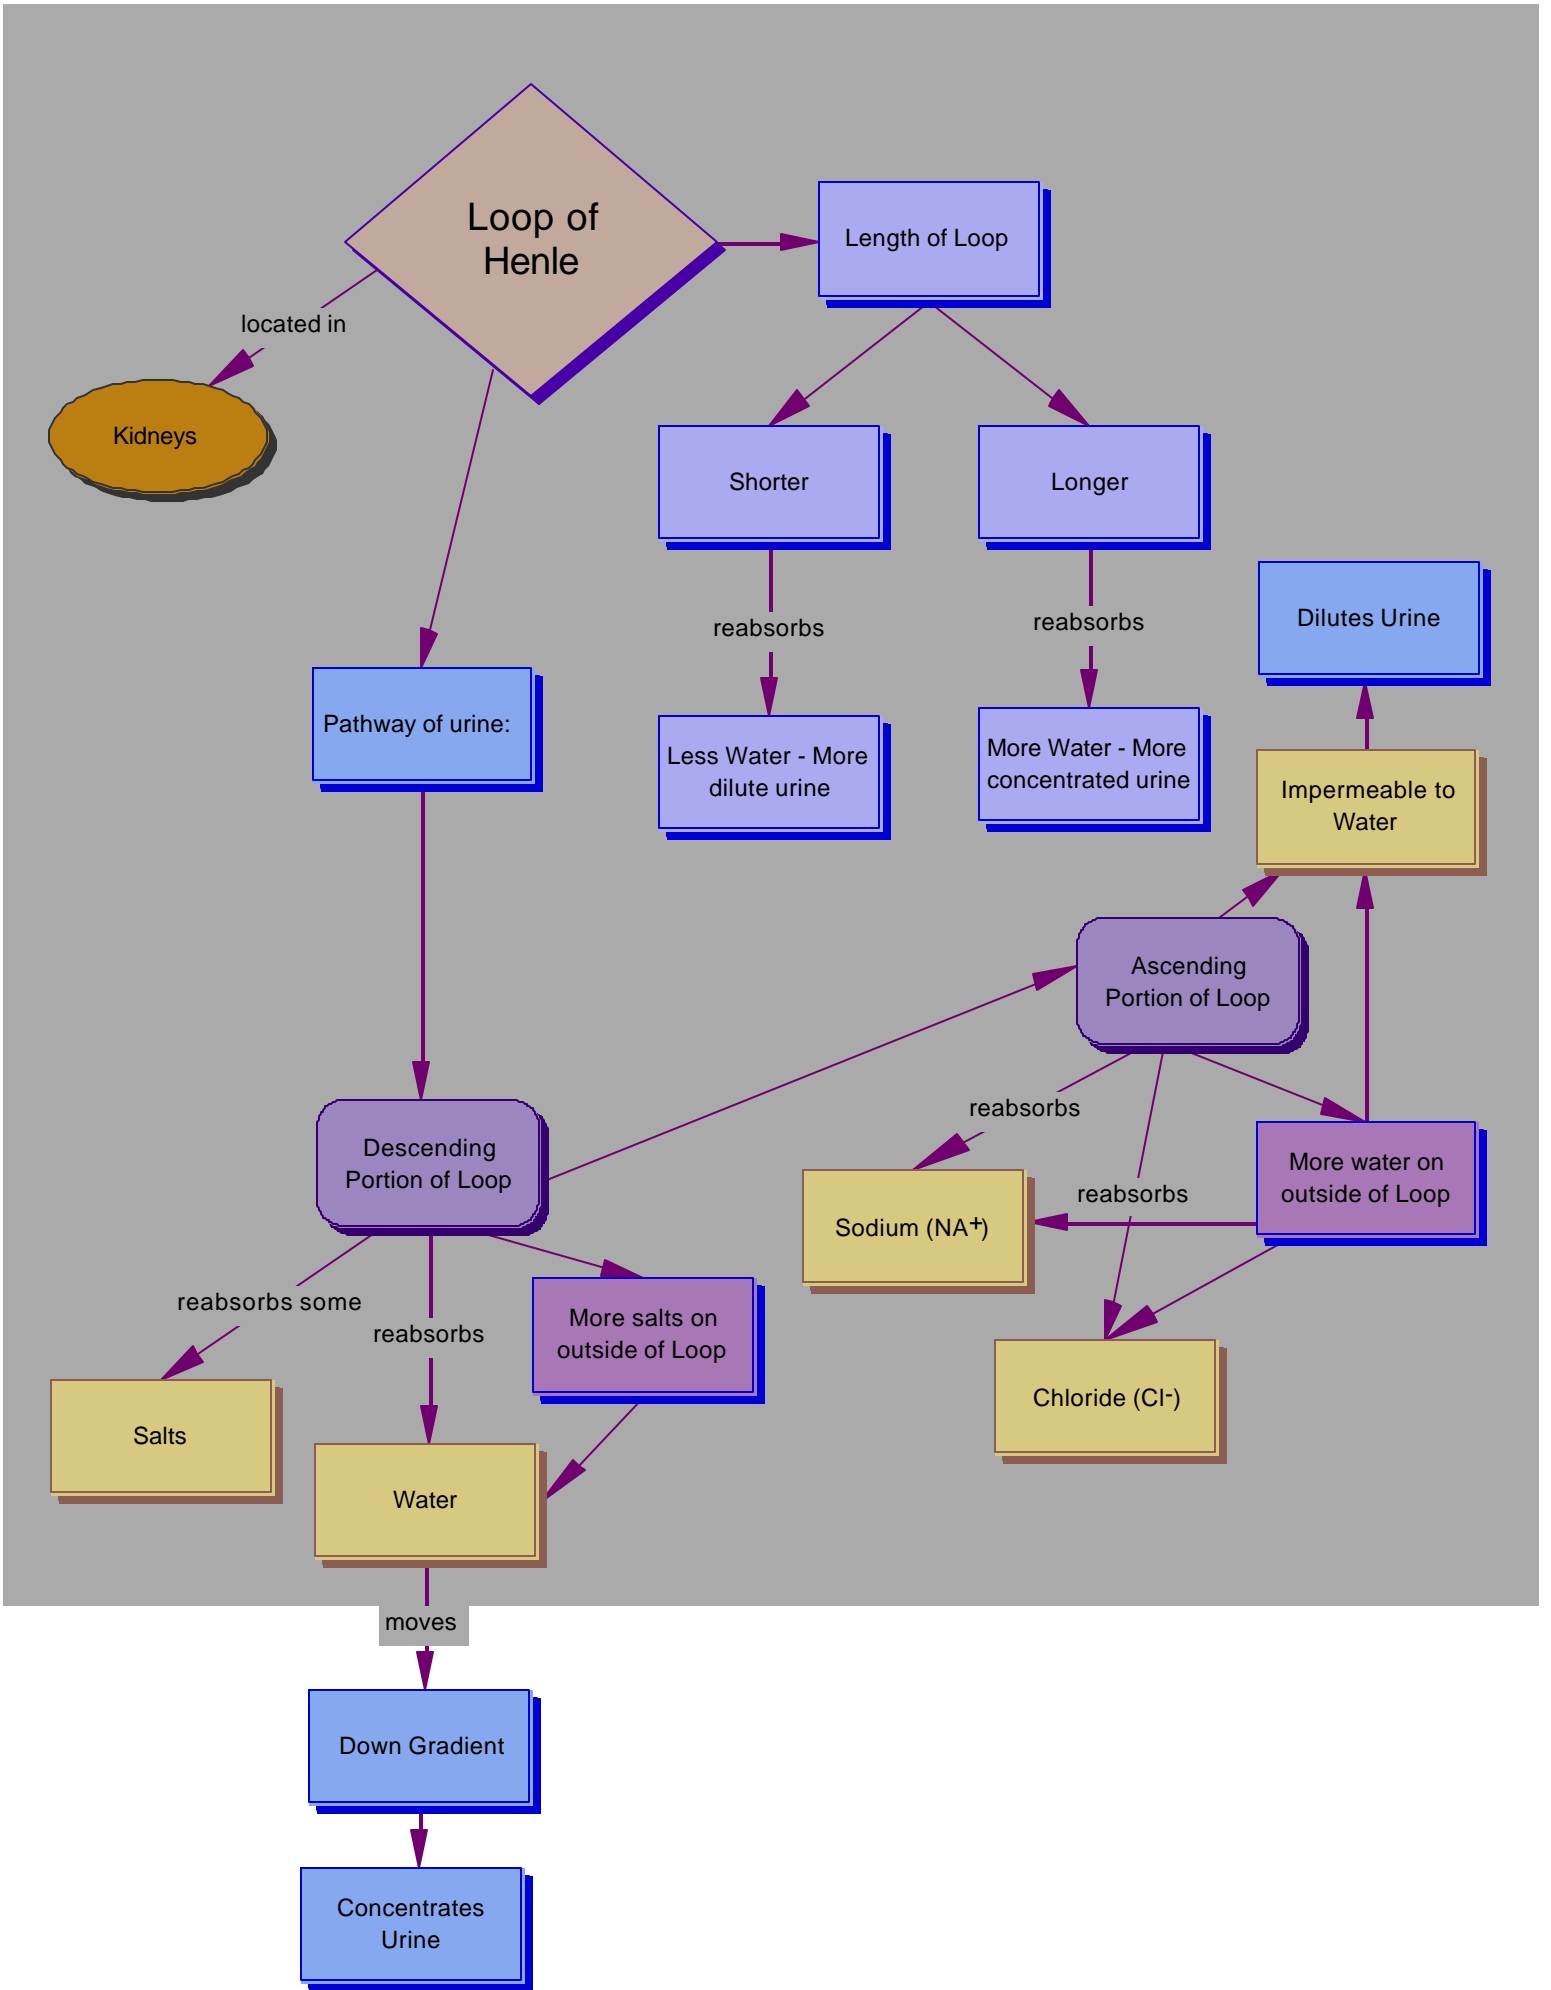 Loop of
Henle
Length of Loop
located in
Kidneys
Shorter
Longer
reabsorbs
reabsorbs
Dilutes Urine
Pathway of urine:
Less Water - More
dilute urine
More Water - More
concentrated urine
Impermeable to
Water
Ascending
Portion of Loop
reabsorbs
Descending
Portion of Loop
More water on
outside of Loop
reabsorbs
Sodium (NA+)
reabsorbs some
reabsorbs
More salts on
outside of Loop
Chloride (Cl-)
Salts
Water
moves
Down Gradient
Concentrates
Urine